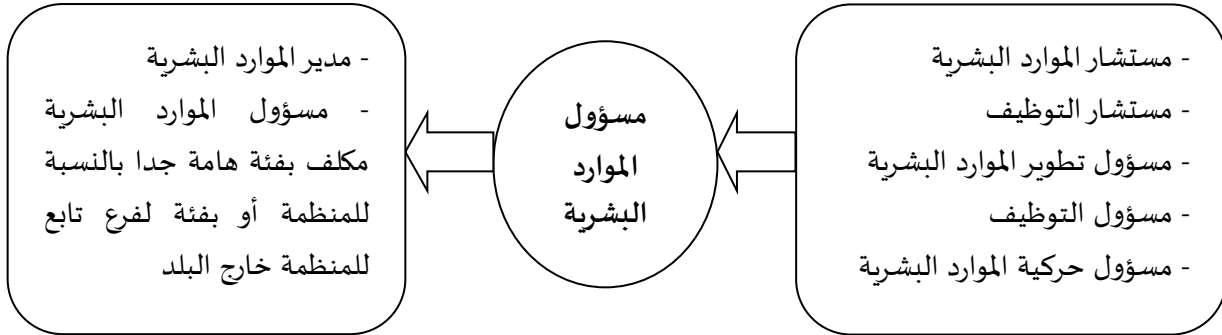 - مستشار الموارد البشرية
- مستشار التوظيف
- مسؤول تطوير الموارد البشرية
- مسؤول التوظيف
- مسؤول حركية الموارد البشرية
مسؤول
الموارد
البشرية
- مدير الموارد البشرية
- مسؤول الموارد البشرية
مكلف بفئة هامة جدا بالنسبة
للمنظمة أو بفئة لفرع تابع
للمنظمة خارج البلد